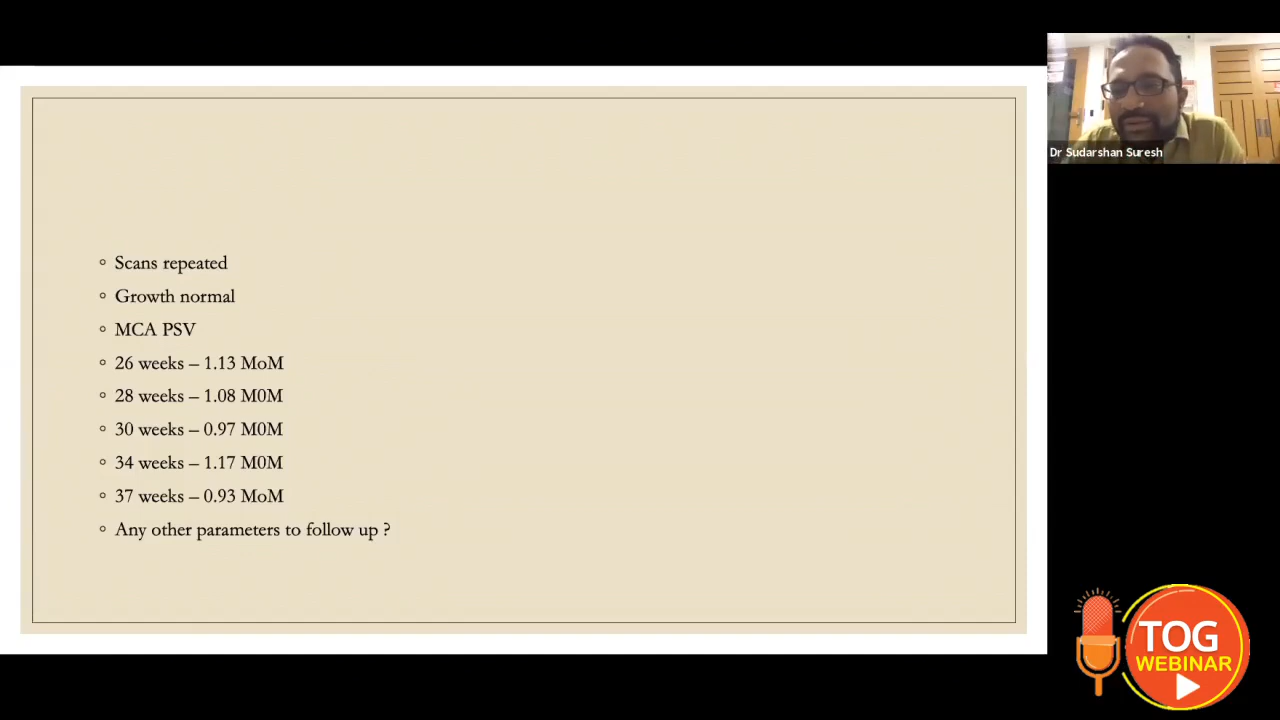 Dr Sudarshan Suresh
Scans repeated
Growth normal
MCA PSV
26 weeks – 1.13 MoM
28 weeks – 1.08 M0M
30 weeks – 0.97 M0M
34 weeks – 1.17 M0M
37 weeks – 0.93 MoM
Any other parameters to follow up ?
TOG
WEBINAR